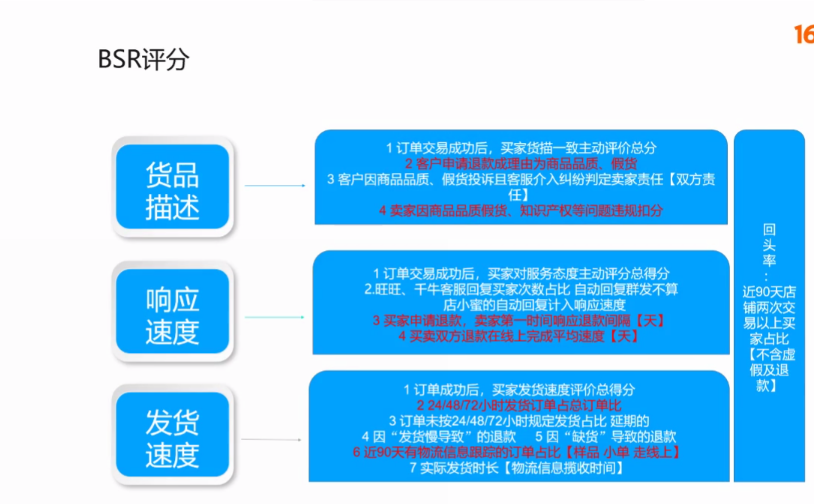 16
BSR评分
货品
描述
1 订单交易成功后，买家货描一致主动评价总分
2 客户申请退款成理由为商品品质、假货
3 客户因商品品质、假货投诉且客服介入纠纷判定卖家责任【双方责
任】
4 卖家因商品品质假货、知识产权等问题违规扣分
响应
速度
1 订单交易成功后，买家对服务态度主动评分总得分
2.旺旺、千牛客服回复买家次数占比 自动回复群发不算
店小蜜的自动回复计入响应速度
3 买家申请退款，卖家第一时间响应退款间隔【天】
4 买卖双方退款在线上完成平均速度【天】
发货
速度
1 订单成功后，买家发货速度评价总得分
2 24/48/72小时发货订单占总订单比
3 订单未按24/48/72小时规定发货占比 延期的
4 因“发货慢导致”的退款 5 因“缺货”导致的退款
6 近90天有物流信息跟踪的订单占比【样品 小单 走线上】
7 实际发货时长【物流信息揽收时间】
回
头
率
：
近90天店
铺两次交
易以上买
家占比
【不含虚
假及退
款】